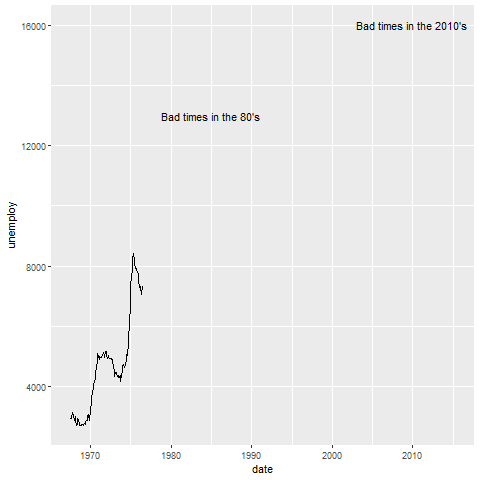 16000
Bad times in the 2010's
Bad times in the 80's
12000
unemploy
8000
4000
1970 1980 1990 2000 2010
date